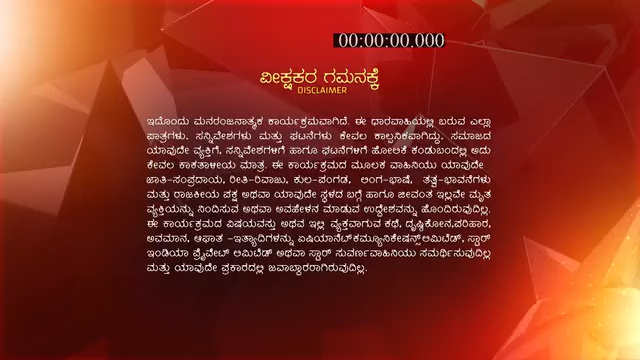 00:00:00.000
ವೀಕ್ಷಕರ ಗಮನಕ್ಕೆ
DISCLAIMER
ಇದೊಂದು ಮನರಂಜನಾತ್ಮಕ ಕಾರ್ಯಕ್ರಮವಾಗಿದೆ. ಈ ಧಾರವಾಹಿಯಲ್ಲಿ ಬರುವ ಎಲ್ಲಾ
ಪಾತ್ರಗಳು, ಸನ್ನಿವೇಶಗಳು ಮತ್ತು ಘಟನೆಗಳು ಕೇವಲ ಕಾಲ್ಪನಿಕವಾಗಿದ್ದು, ಸಮಾಜದ
ಯಾವುದೇ ವ್ಯಕ್ತಿಗೆ, ಸನ್ನಿವೇಶಗಳಿಗೆ ಹಾಗೂ ಘಟನೆಗಳಿಗೆ ಹೋಲಿಕೆ ಕಂಡುಬಂದಲ್ಲಿ ಅದು
ಕೇವಲ ಕಾಕತಾಳೀಯ ಮಾತ್ರ. ಈ ಕಾರ್ಯಕ್ರಮದ ಮೂಲಕ ವಾಹಿನಿಯು ಯಾವುದೇ
ಜಾತಿ-ಸಂಪ್ರದಾಯ, ರೀತಿ-ರಿವಾಜು, ಕುಲ-ಪಂಗಡ, ಲಿಂಗ-ಭಾಷೆ, ತತ್ವ-ಭಾವನೆಗಳು
ಮತ್ತು ರಾಜಕೀಯ ಪಕ್ಷ ಅಥವಾ ಯಾವುದೇ ಸ್ಥಳದ ಬಗ್ಗೆ ಹಾಗೂ ಜೀವಂತ ಇಲ್ಲವೇ ಮೃತ
ವ್ಯಕ್ತಿಯನ್ನು ನಿಂದಿಸುವ ಅಥವಾ ಅವಹೇಳನ ಮಾಡುವ ಉದ್ದೇಶವನ್ನು ಹೊಂದಿರುವುದಿಲ್ಲ.
ಈ ಕಾರ್ಯಕ್ರಮದ ವಿಷಯವಸ್ತು ಅಥವ ಇಲ್ಲಿ ವ್ಯಕ್ತವಾಗುವ ಕಥೆ, ದೃಷ್ಟಿಕೋನ,ಪರಿಹಾರ,
ಅವಮಾನ, ಆಘಾತ -ಇತ್ಯಾದಿಗಳನ್ನು ಏಷಿಯಾನೆಟ್ ಕಮ್ಯೂನಿಕೇಷನ್ಸ್ ಲಿಮಿಟೆಡ್, ಸ್ಟಾರ್
ಇಂಡಿಯಾ ಪ್ರೈವೇಟ್ ಲಿಮಿಟೆಡ್ ಅಥವಾ ಸ್ಟಾರ್ ಸುವರ್ಣವಾಹಿನಿಯು ಸಮರ್ಥಿಸುವುದಿಲ್ಲ
ಮತ್ತು ಯಾವುದೇ ಪ್ರಕಾರದಲ್ಲಿ ಜವಾಬ್ದಾರರಾಗಿರುವುದಿಲ್ಲ.